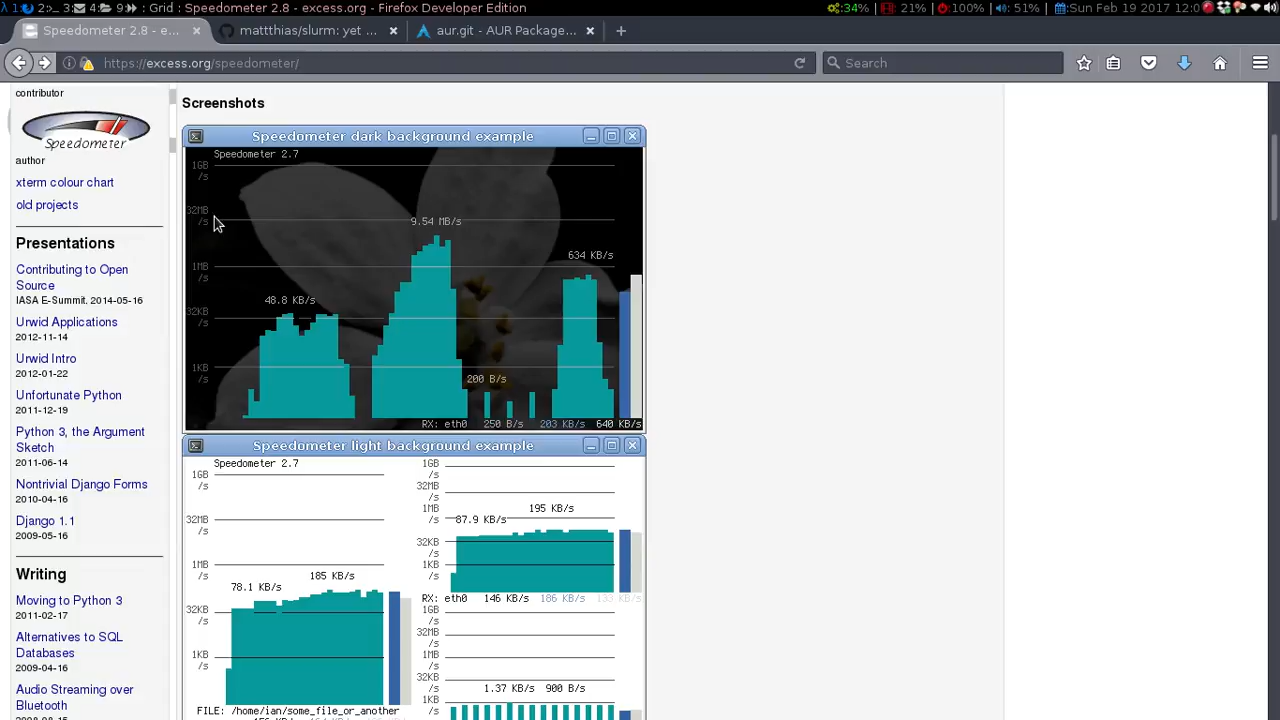 1: 2:.. 3: 4: 9: : Grid : Speedometer 2.8 - excess.org - Firefox Developer Edition
:34% | : 21% | :100% | : 51% | :Sun Feb 19 2017 12:0
Speedometer 2.8 - e... × mattthias/slurm: yet ... × aur.git - AUR Package... × +
https://excess.org/speedometer/
Search
contributor
Speedometer
author
xterm colour chart
old projects
Presentations
Contributing to Open
Source
IASA E-Summit, 2014-05-16
Urwid Applications
2012-11-14
Urwid Intro
2012-01-22
Unfortunate Python
2011-12-19
Python 3, the Argument
Sketch
2011-06-14
Nontrivial Django Forms
2010-04-16
Django 1.1
2009-05-16
Writing
Moving to Python 3
2011-02-17
Alternatives to SQL
Databases
2009-04-16
Audio Streaming over
Bluetooth
Screenshots
Speedometer dark background example
Speedometer 2.7
1GB
/s
32MB
/s
9.54 MB/s
634 KB/s
1MB
/s
48.8 KB/s
32KB
/s
1KB
/s
200 B/s
RX: eth0 250 B/s 203 KB/s 640 KB/s
Speedometer light background example
Speedometer 2.7
1GB
/s
32MB
/s
1MB
/s
78.1 KB/s 185 KB/s
32KB
/s
1KB
/s
FILE: /home/ian/some_file_or_another
1GB
/s
32MB
/s
1MB
/s
87.9 KB/s 195 KB/s
32KB
/s
1KB
/s
RX: eth0 146 KB/s 186 KB/s 133 KB/s
1GB
/s
32MB
/s
1MB
/s
32KB
/s
1.37 KB/s 900 B/s
1KB
/s